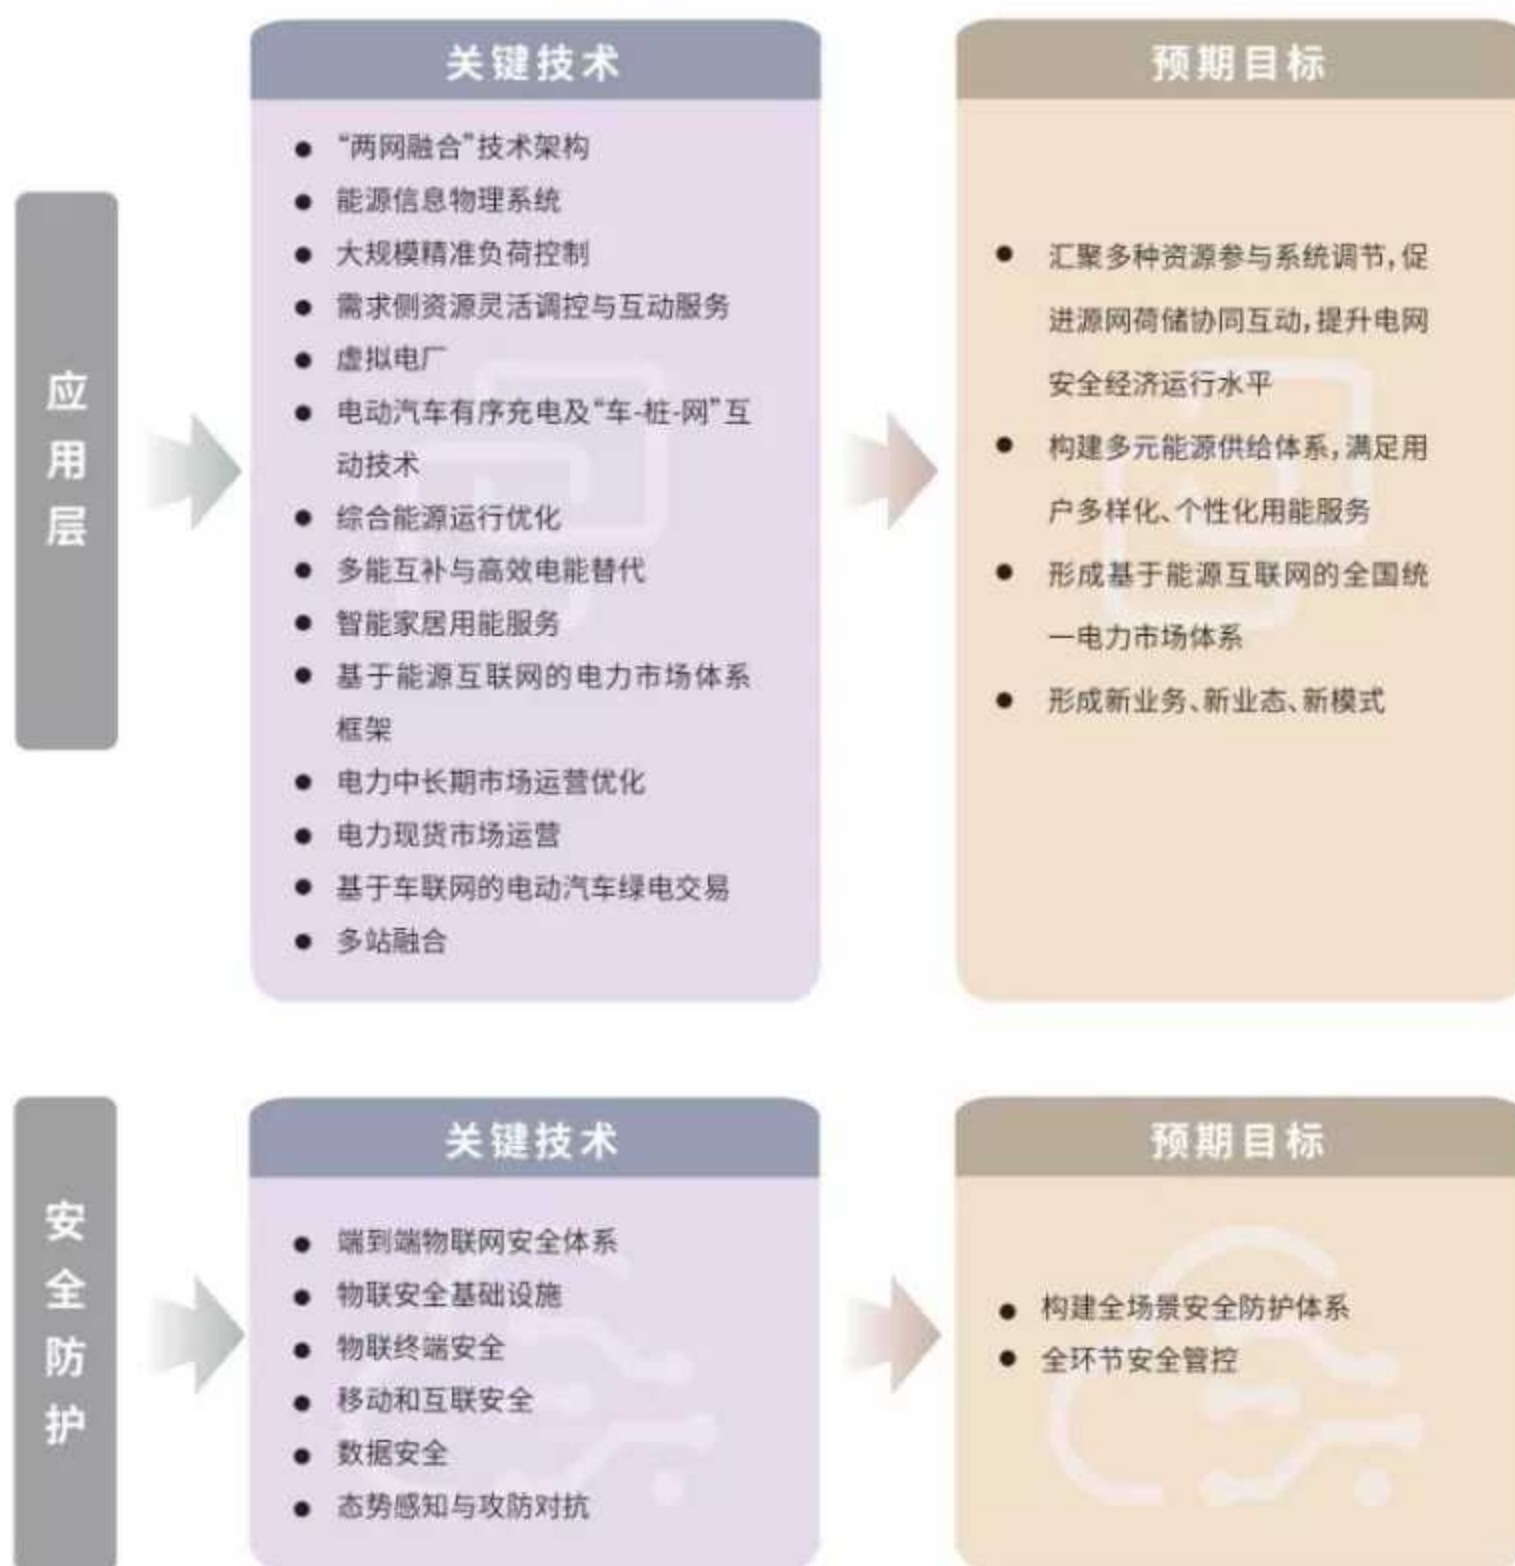 应用层
关键技术
● “两网融合”技术架构
● 能源信息物理系统
● 大规模精准负荷控制
● 需求侧资源灵活调控与互动服务
● 虚拟电厂
● 电动汽车有序充电及“车-桩-网”互
动技术
● 综合能源运行优化
● 多能互补与高效电能替代
● 智能家居用能服务
● 基于能源互联网的电力市场体系
框架
● 电力中长期市场运营优化
● 电力现货市场运营
● 基于车联网的电动汽车绿电交易
● 多站融合
预期目标
● 汇聚多种资源参与系统调节,促
进源网荷储协同互动,提升电网
安全经济运行水平
● 构建多元能源供给体系,满足用
户多样化、个性化用能服务
● 形成基于能源互联网的全国统
一电力市场体系
● 形成新业务、新业态、新模式
安全防护
关键技术
● 端到端物联网安全体系
● 物联安全基础设施
● 物联终端安全
● 移动和互联安全
● 数据安全
● 态势感知与攻防对抗
预期目标
● 构建全场景安全防护体系
● 全环节安全管控